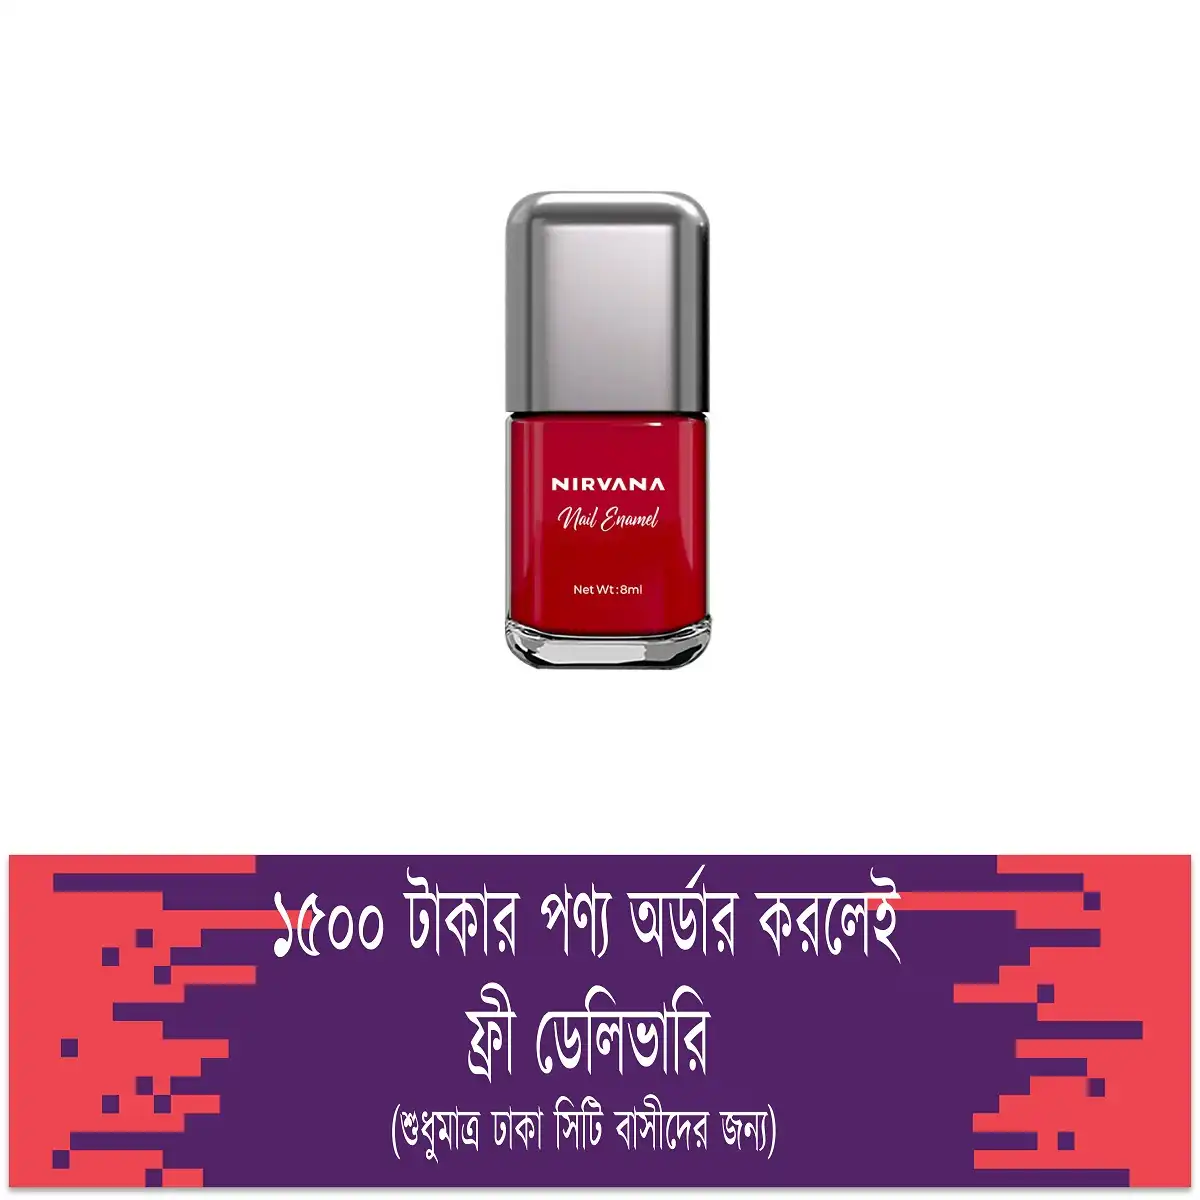 NIRVANA
Nail Enamel
Net Wt:8ml
১৫০০ টাকার পণ্য অর্ডার করলেই
ফ্রী ডেলিভারি
(শুধুমাত্র ঢাকা সিটি বাসীদের জন্য)